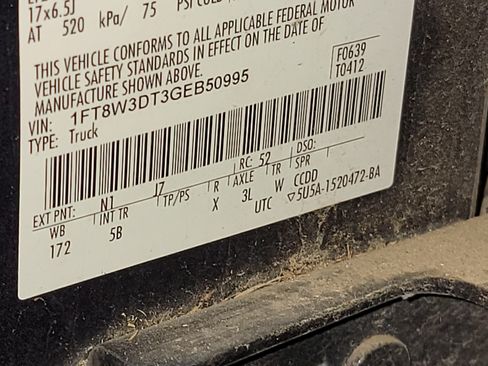 17x6.5J
AT 520 kPa/ 75 PSI COLD
THIS VEHICLE CONFORMS TO ALL APPLICABLE FEDERAL MOTOR
VEHICLE SAFETY STANDARDS IN EFFECT ON THE DATE OF
MANUFACTURE SHOWN ABOVE.
VIN: 1FT8W3DT3GEB50995
TYPE: Truck
F0639
T0412
EXT PNT: N1 J7 RC: 52 DSO:
WB INT TR TP/PS R AXLE TR SPR
172 5B X 3L W CCDD
UTC ▽5U5A-1520472-BA